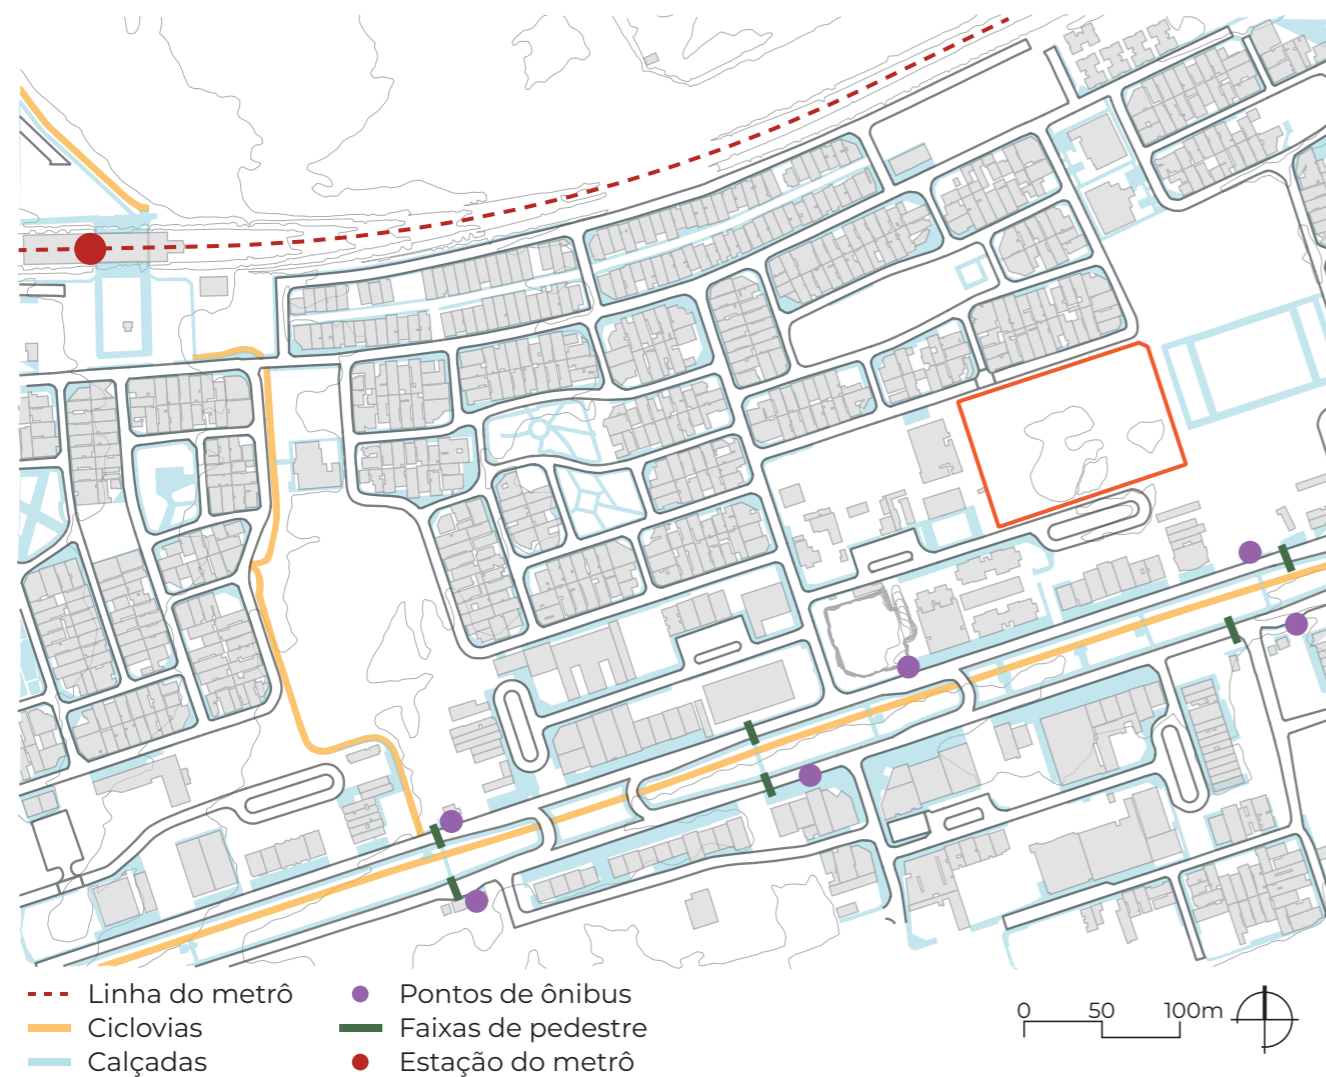 Linha do metrô
Ciclovias
Calçadas
Pontos de ônibus
Faixas de pedestre
Estação do metrô
0 50 100m